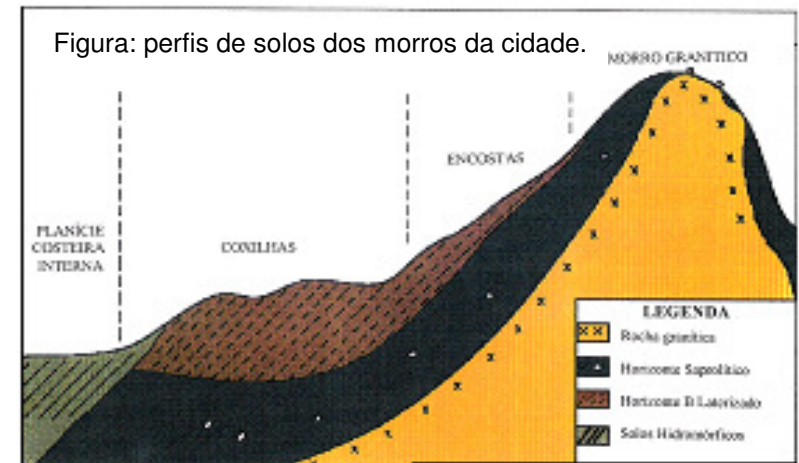 Figura: perfis de solos dos morros da cidade.
MORRO GRANÍTICO
ENCOSTAS
PLANÍCIE
COSTEIRA
INTERNA
COXILHAS
LEGENDA
Rocha granítica
Horizonte Saprolítico
Horizonte B Laterizado
Solos Hidromórficos